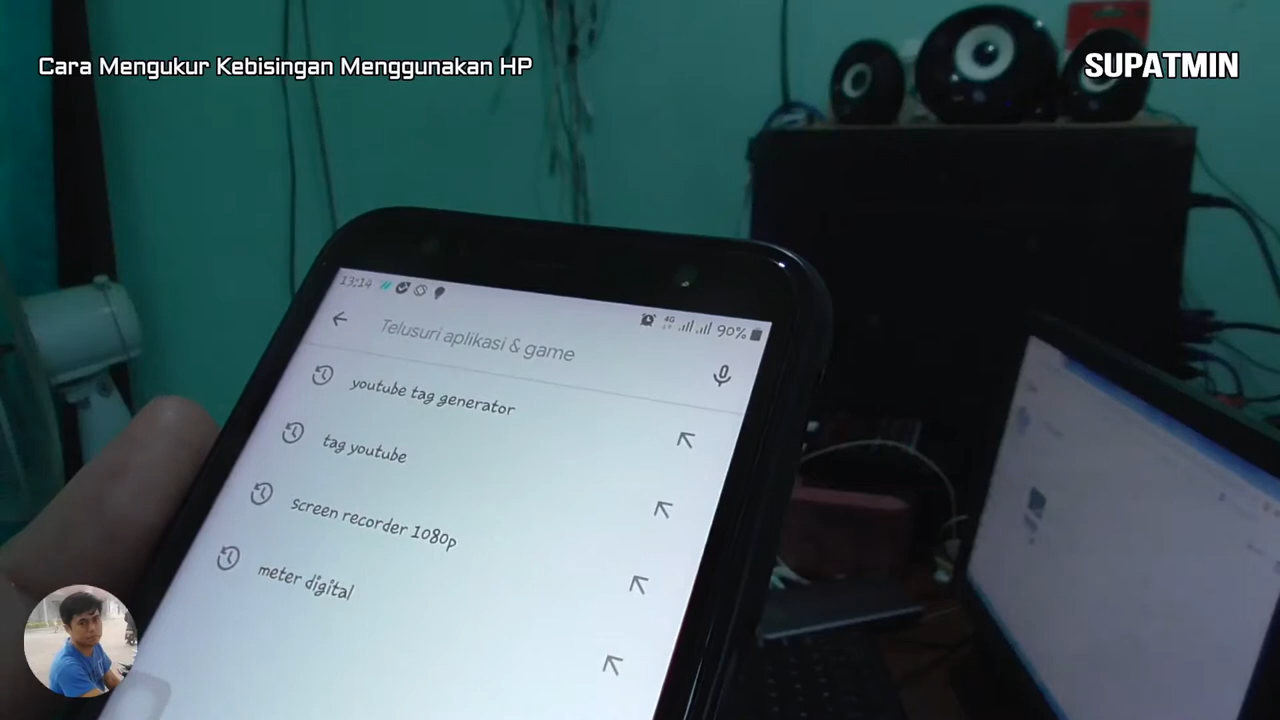 Cara Mengukur Kebisingan Menggunakan HP
SUPATMIN
13:14
4G
90%
Telusuri aplikasi & game
youtube tag generator
tag youtube
screen recorder 1080p
meter digital